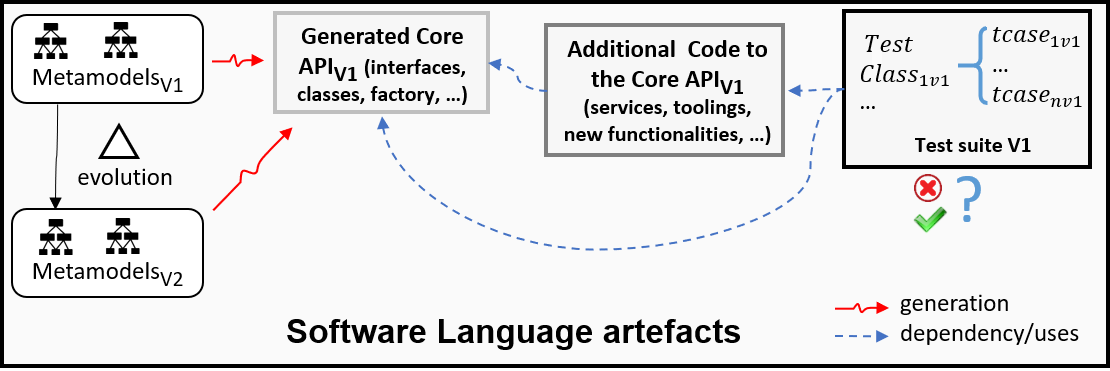 Metamodels_V1
evolution
Metamodels_V2
Generated Core
API_V1 (interfaces,
classes, factory, ...)
Additional Code to
the Core API_V1
(services, toolings,
new functionalities, ...)
Test
Class_1v1
...
tcase_1v1
...
tcase_nv1
Test suite V1
?
generation
dependency/uses
Software Language artefacts